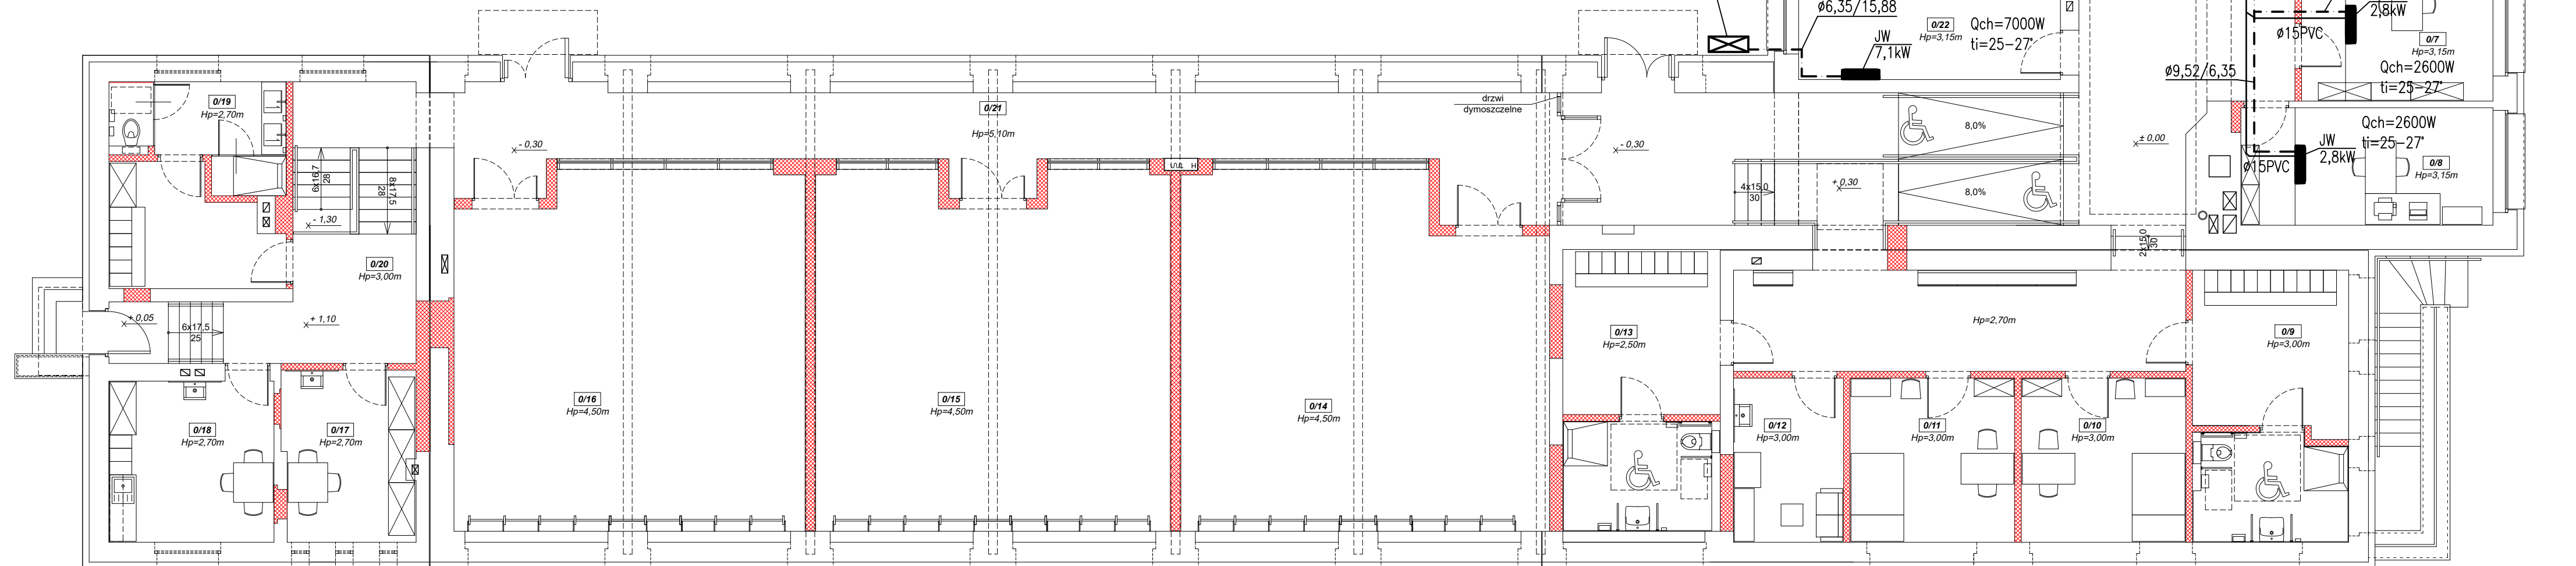 ø6,35/15,88
0/22
Hp=3,15m
Qch=7000W
ti=25-27°
JW
7,1kW
2,8kW
ø15PVC
0/7
Hp=3,15m
Qch=2600W
ti=25-27°
ø9,52/6,35
0/19
Hp=2,70m
0/21
Hp=5,10m
drzwi
dymoszczelne
- 0,30
- 0,30
8,0%
± 0,00
Qch=2600W
ti=25-27°
JW
2,8kW
ø15PVC
0/8
Hp=3,15m
6x16,7
28
8x17,5
28
- 1,30
H
4x15,0
30
+ 0,30
8,0%
0/20
Hp=3,00m
2x15,0
30
+ 0,05
6x17,5
25
+ 1,10
0/13
Hp=2,50m
Hp=2,70m
0/9
Hp=3,00m
0/16
Hp=4,50m
0/15
Hp=4,50m
0/14
Hp=4,50m
0/18
Hp=2,70m
0/17
Hp=2,70m
0/12
Hp=3,00m
0/11
Hp=3,00m
0/10
Hp=3,00m